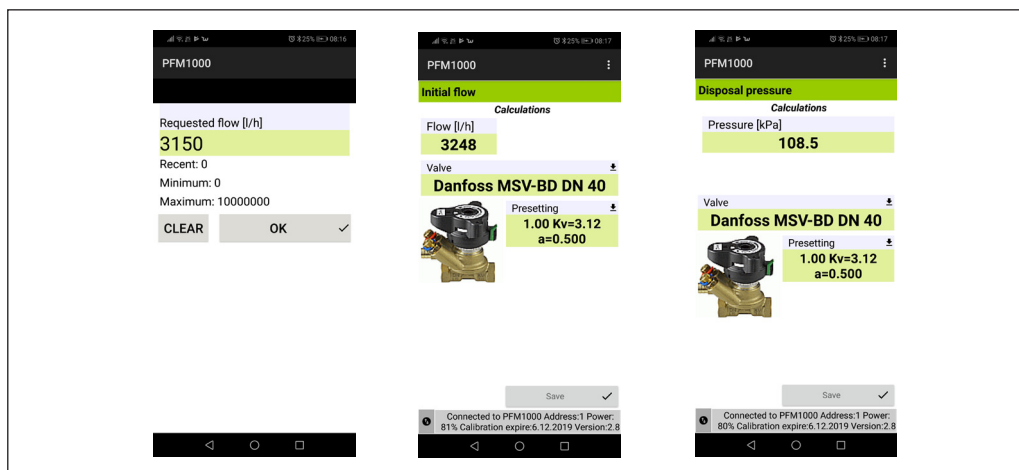 25% 08:16
PFM1000
Requested flow [l/h]
3150
Recent: 0
Minimum: 0
Maximum: 10000000
CLEAR
OK
25% 08:17
PFM1000
Initial flow
Calculations
Flow [l/h]
3248
Valve
Danfoss MSV-BD DN 40
Presetting
1.00 Kv=3.12
a=0.500
Save
Connected to PFM1000 Address:1 Power:
81% Calibration expire:6.12.2019 Version:2.8
25% 08:17
PFM1000
Disposal pressure
Calculations
Pressure [kPa]
108.5
Valve
Danfoss MSV-BD DN 40
Presetting
1.00 Kv=3.12
a=0.500
Save
Connected to PFM1000 Address:1 Power:
80% Calibration expire:6.12.2019 Version:2.8